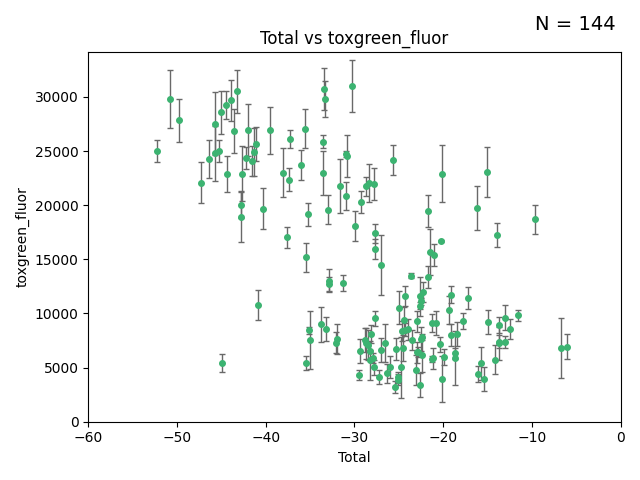 N = 144
Total vs toxgreen_fluor
30000
25000
20000
15000
10000
5000
0
toxgreen_fluor
−60 −50 −40 −30 −20 −10 0
Total